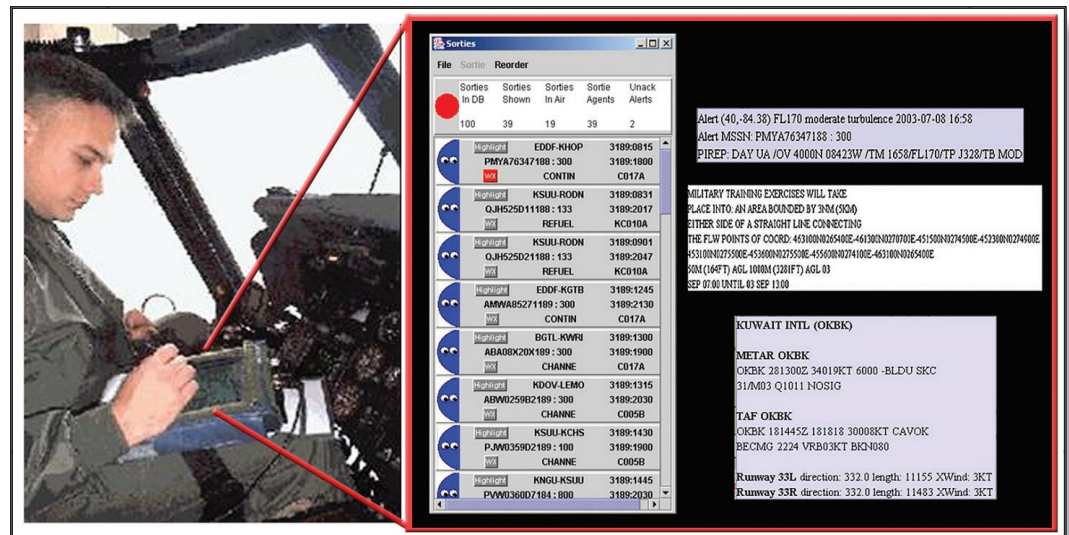 Sorties
File Sortie Reorder
Sorties Sorties Sorties Sortie Unack
In DB Shown In Air Agents Alerts
100 39 19 39 2
Highlight EDDF-KHOP 3189:0815
PMYA76347188 : 300 3189:1800
WX CONTIN C017A
Highlight KSUU-RODN 3189:0831
QJH525D11188 : 133 3189:2017
WX REFUEL KC010A
Highlight KSUU-RODN 3189:0901
QJH525D21188 : 133 3189:2047
WX REFUEL KC010A
Highlight EDDF-KGTB 3189:1245
AMWA85271189 : 300 3189:2130
WX CONTIN C017A
Highlight BGTL-KWRI 3189:1300
ABA08X20X189 : 300 3189:1900
WX CHANNE C017A
Highlight KDOV-LEMO 3189:1315
ABW0259B2189 : 300 3189:2030
WX CHANNE C005B
Highlight KSUU-KCHS 3189:1430
PJW0359D2189 : 100 3189:1900
WX CHANNE C005B
Highlight KNGU-KSUU 3189:1445
PVW0360D7184 : 800 3189:2030
Alert (40,-84.38) FL170 moderate turbulence 2003-07-08 16:58
Alert MSSN: PMYA76347188 : 300
PIREP: DAY UA /OV 4000N 08423W /TM 1658/FL170/TP J328/TB MOD
MILITARY TRAINING EXERCISES WILL TAKE
PLACE INTO: AN AREA BOUNDED BY 3NM (5KM)
EITHER SIDE OF A STRAIGHT LINE CONNECTING
THE FLW POINTS OF COORD: 463100N0265400E-461300N0270700E-451500N0274500E-452300N0274900E
453100N0275500E-453600N0275500E-455600N0274100E-463100N0265400E
50M (164FT) AGL 1000M (3281FT) AGL 03
SEP 07:00 UNTIL 03 SEP 13:00
KUWAIT INTL (OKBK)
METAR OKBK
OKBK 281300Z 34019KT 6000 -BLDU SKC
31/M03 Q1011 NOSIG
TAF OKBK
OKBK 181445Z 181818 30008KT CAVOK
BECMG 2224 VRB03KT BKN080
Runway 33L direction: 332.0 length: 11155 XWind: 3KT
Runway 33R direction: 332.0 length: 11483 XWind: 3KT